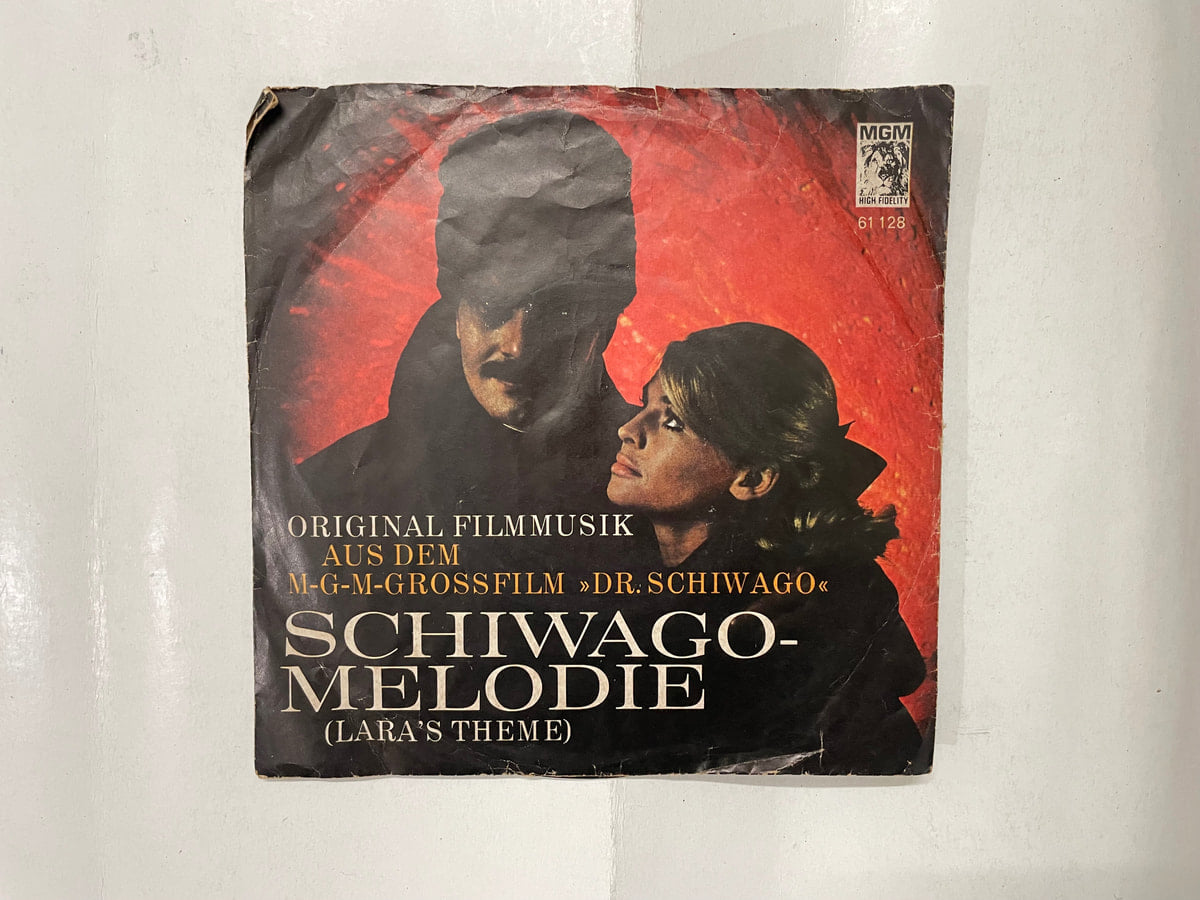 MGM
HIGH FIDELITY
61 128
ORIGINAL FILMMUSIK
AUS DEM
M-G-M-GROSSFILM »DR. SCHIWAGO«
SCHIWAGO-
MELODIE
(LARA'S THEME)